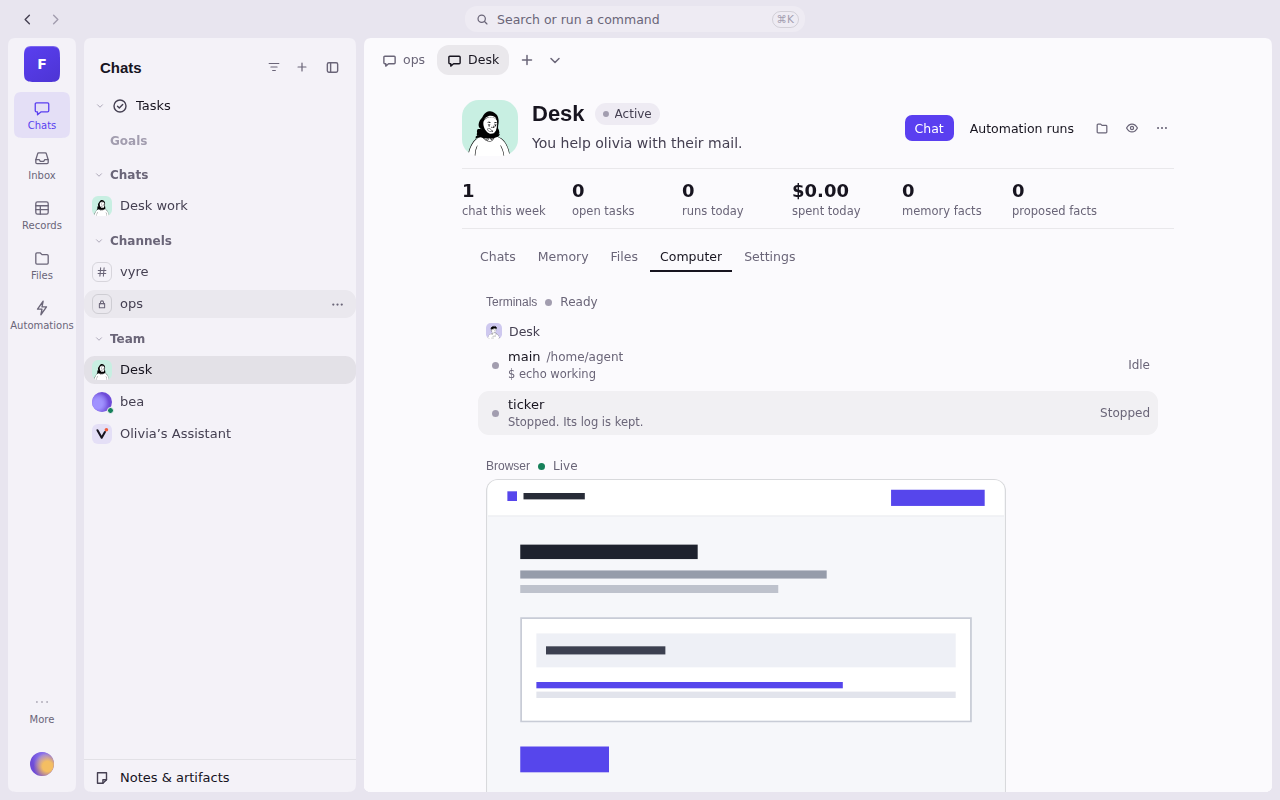 Search or run a command
⌘K
F
Chats
Inbox
Records
Files
Automations
More
Chats
Tasks
Goals
Chats
Desk work
Channels
vyre
ops
Team
Desk
bea
Olivia’s Assistant
Notes & artifacts
ops
Desk
Desk
Active
You help olivia with their mail.
Chat
Automation runs
1
chat this week
0
open tasks
0
runs today
$0.00
spent today
0
memory facts
0
proposed facts
Chats
Memory
Files
Computer
Settings
Terminals
Ready
Desk
main /home/agent
$ echo working
Idle
ticker
Stopped. Its log is kept.
Stopped
Browser
Live